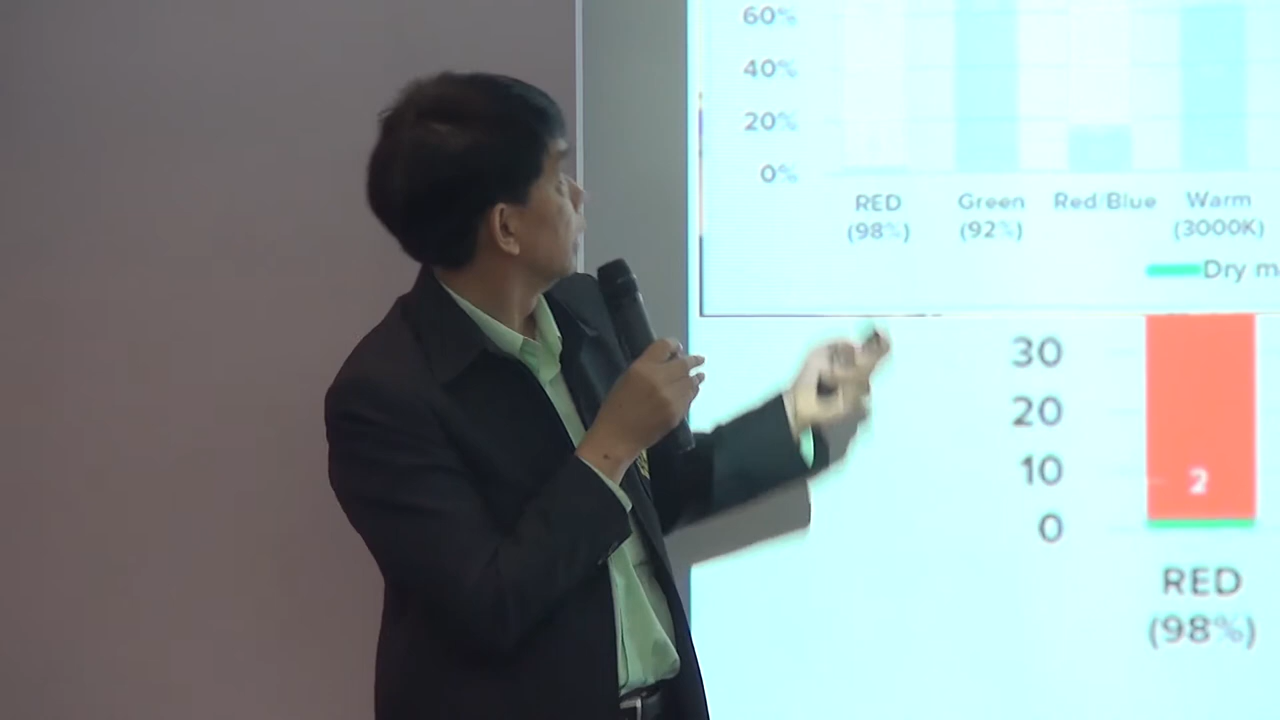 60%
40%
20%
0%
RED Green Red/Blue Warm
(98%) (92%) (3000K)
Dry m
30
20
10
0
2
RED
(98%)